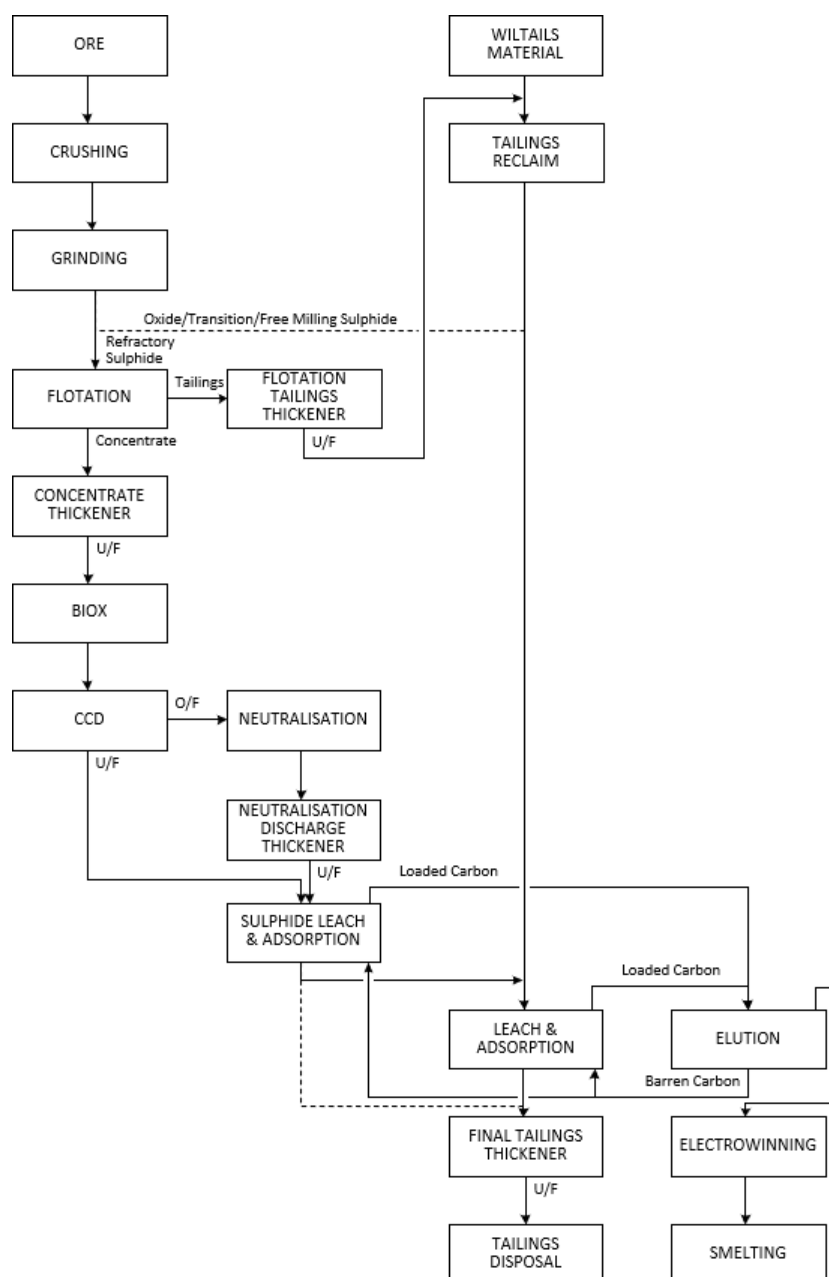 ORE
WILTAILS
MATERIAL
CRUSHING
TAILINGS
RECLAIM
GRINDING
Oxide/Transition/Free Milling Sulphide
Refractory
Sulphide
FLOTATION
Tailings
FLOTATION
TAILINGS
THICKENER
Concentrate
U/F
CONCENTRATE
THICKENER
U/F
BIOX
CCD
O/F
NEUTRALISATION
U/F
NEUTRALISATION
DISCHARGE
THICKENER
U/F
Loaded Carbon
SULPHIDE LEACH
& ADSORPTION
Loaded Carbon
LEACH &
ADSORPTION
ELUTION
Barren Carbon
FINAL TAILINGS
THICKENER
ELECTROWINNING
U/F
TAILINGS
DISPOSAL
SMELTING